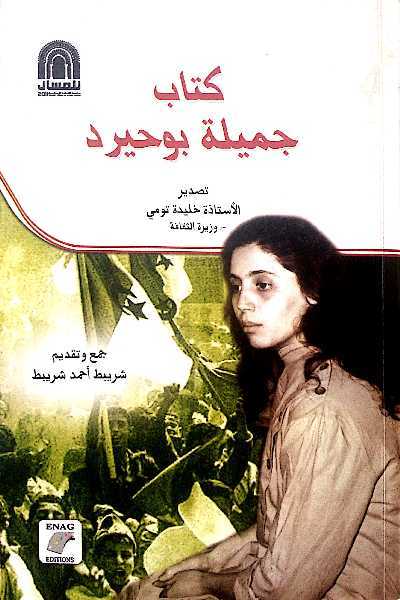 كتاب
جميلة بوحيرد
تصدير
الأستاذة خليدة تومي
- وزيرة الثقافة
جمع وتقديم
شريبط أحمد شريبط
ENAG
EDITIONS